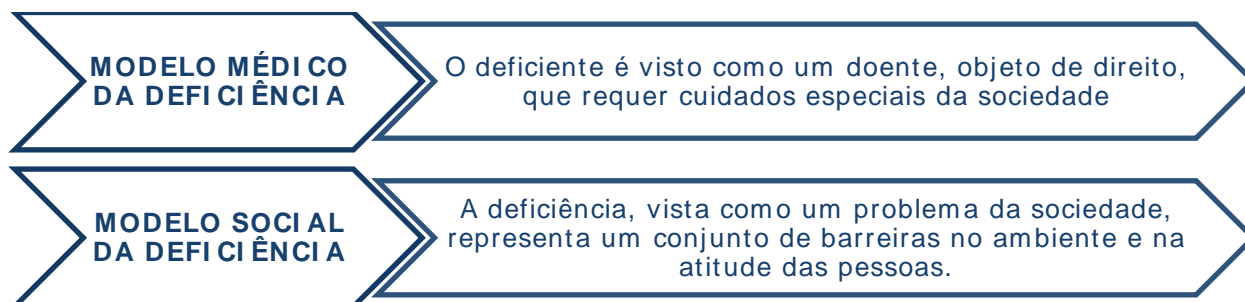 MODELO MÉDICO
DA DEFICIÊNCIA
O deficiente é visto como um doente, objeto de direito,
que requer cuidados especiais da sociedade
MODELO SOCIAL
DA DEFICIÊNCIA
A deficiência, vista como um problema da sociedade,
representa um conjunto de barreiras no ambiente e na
atitude das pessoas.